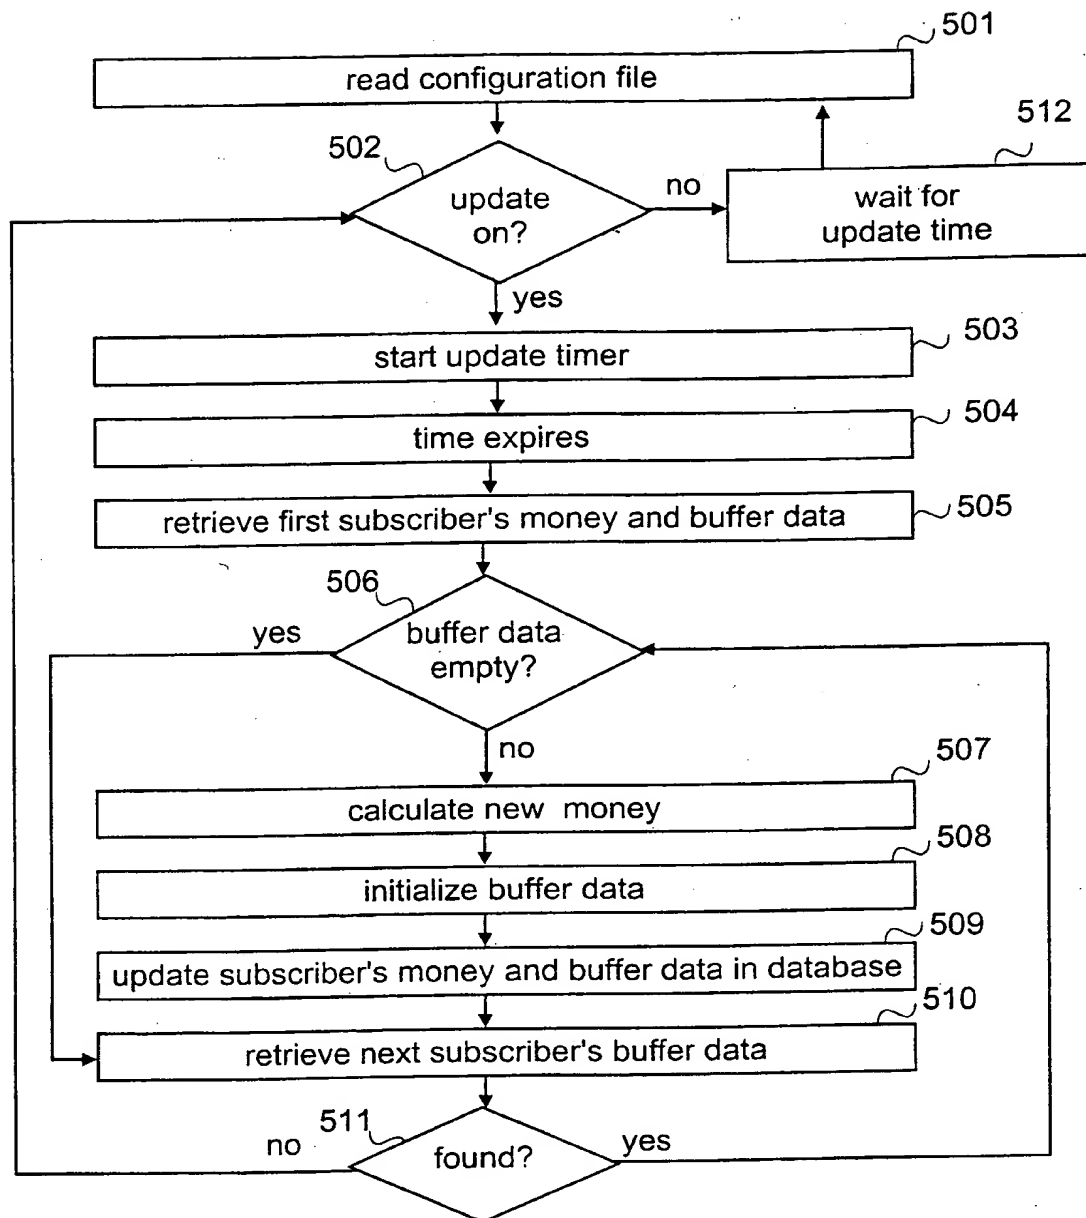 501
read configuration file
512
502
update
on?
no
wait for
update time
yes
503
start update timer
504
time expires
505
retrieve first subscriber's money and buffer data
506
yes
buffer data
empty?
no
507
calculate new money
508
initialize buffer data
509
update subscriber's money and buffer data in database
510
retrieve next subscriber's buffer data
511
no
found?
yes